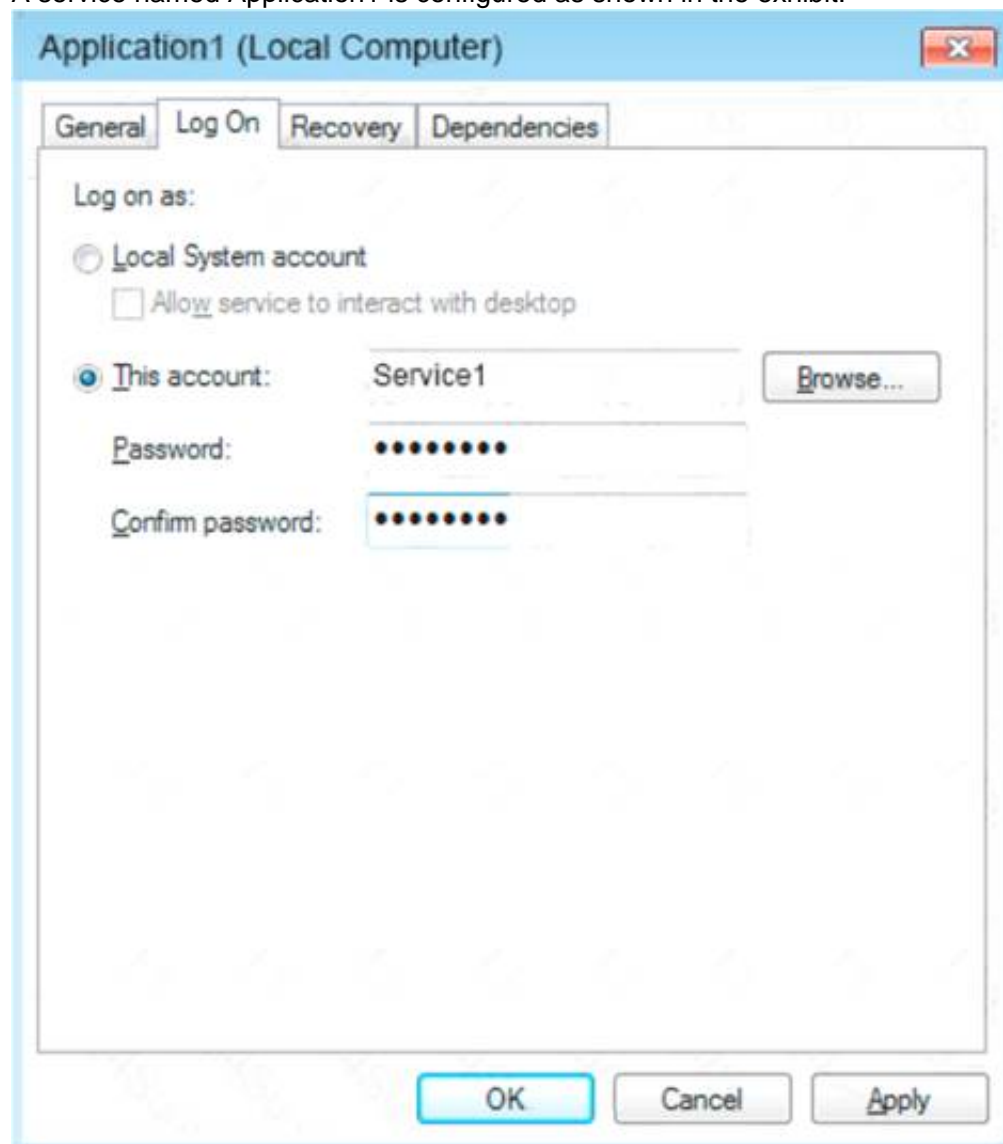 A service named Application1 is configured as shown in the exhibit.
Application1 (Local Computer)
General Log On Recovery Dependencies
Log on as:
Local System account
Allow service to interact with desktop
This account: Service1 Browse...
Password: ••••••••
Confirm password: ••••••••
OK Cancel Apply